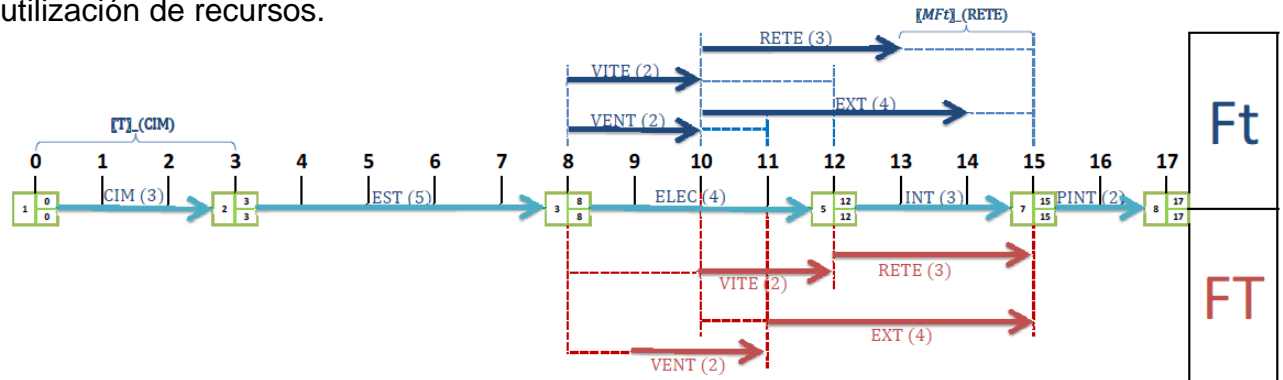 utilización de recursos.
〖MFt〗_(RETE)
RETE (3)
VITE (2)
EXT (4)
VENT (2)
〖T〗_(CIM)
Ft
0 1 2 3 4 5 6 7 8 9 10 11 12 13 14 15 16 17
1 0 0 CIM (3) 2 3 3 EST (5) 3 8 8 ELEC (4) 5 12 12 INT (3) 7 15 15 PINT (2) 8 17 17
RETE (3)
VITE (2)
FT
EXT (4)
VENT (2)